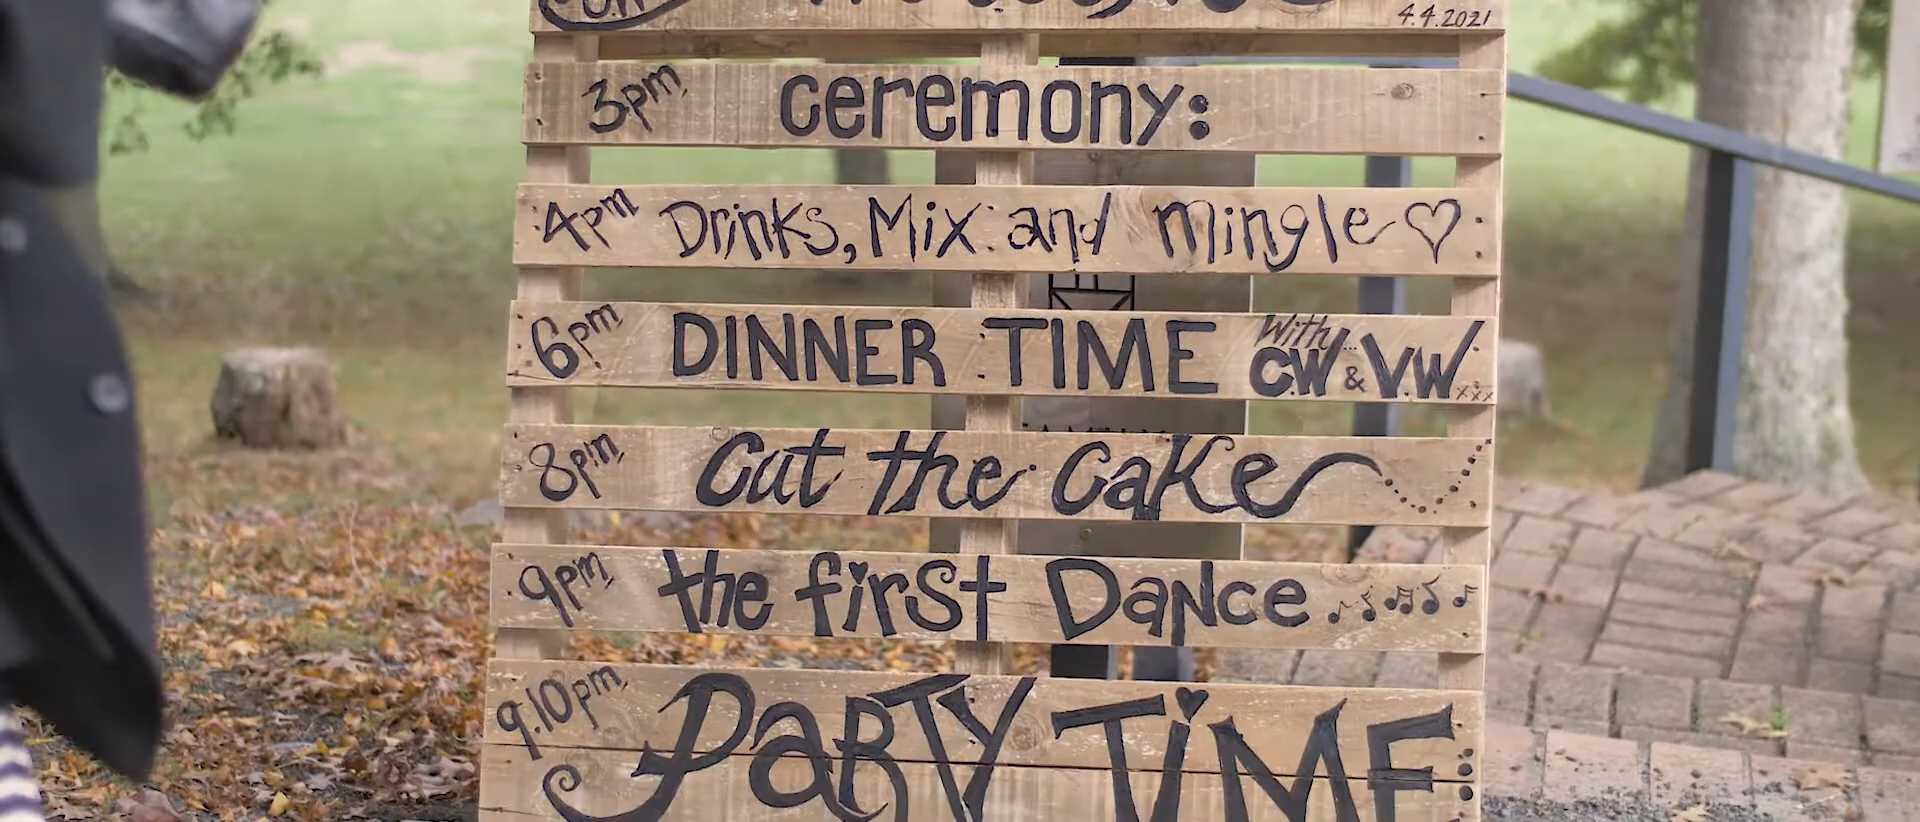 4.4.2021
3pm ceremony:
4pm Drinks, Mix and mingle
6pm DINNER TIME With C.W & V.W. xxx
8pm Cut the Cake
9pm the first Dance
9.10pm PaRTY TiME